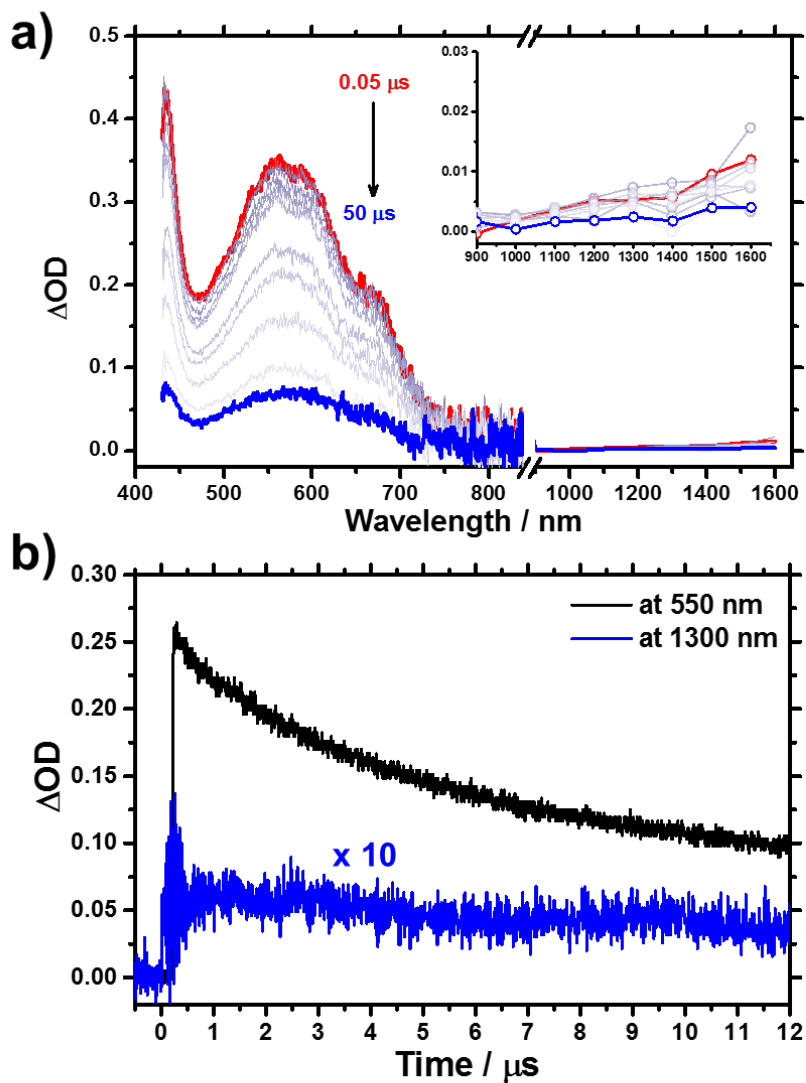 a)
0.5
0.4
0.3
0.2
0.1
0.0
ΔOD
0.05 μs
50 μs
0.03
0.02
0.01
0.00
900 1000 1100 1200 1300 1400 1500 1600
400 500 600 700 800 1000 1200 1400 1600
Wavelength / nm
b)
0.30
0.25
0.20
0.15
0.10
0.05
0.00
ΔOD
at 550 nm
at 1300 nm
x 10
0 1 2 3 4 5 6 7 8 9 10 11 12
Time / μs